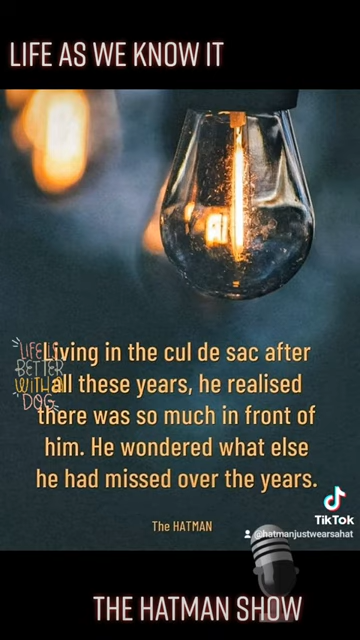 LIFE AS WE KNOW IT
LIFE IS
BETTER
WITH A
DOG
Living in the cul de sac after
all these years, he realised
there was so much in front of
him. He wondered what else
he had missed over the years.
The HATMAN
TikTok
@hatmanjustwearsahat
THE HATMAN SHOW